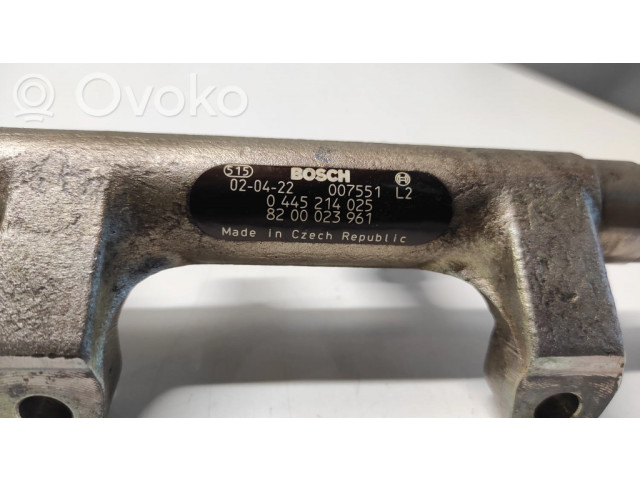 Ovoko
515 BOSCH
02-04-22 007551 L2
0 445 214 025
82 00 023 961
Made in Czech Republic